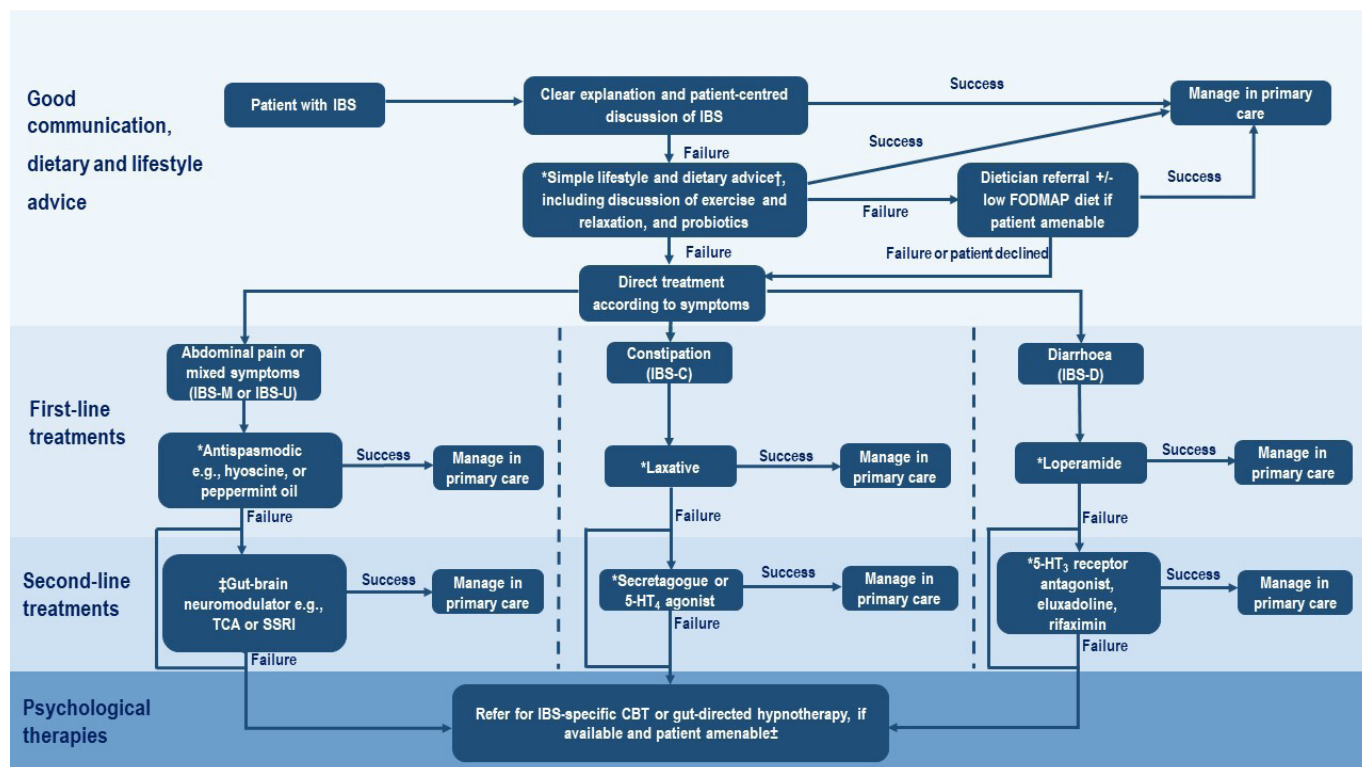 Good
communication,
dietary and lifestyle
advice
Patient with IBS
Clear explanation and patient-centred
discussion of IBS
Success
Manage in primary
care
Failure
Success
*Simple lifestyle and dietary advice†,
including discussion of exercise and
relaxation, and probiotics
Failure
Dietician referral +/-
low FODMAP diet if
patient amenable
Success
Failure
Failure or patient declined
Direct treatment
according to symptoms
First-line
treatments
Abdominal pain or
mixed symptoms
(IBS-M or IBS-U)
Constipation
(IBS-C)
Diarrhoea
(IBS-D)
*Antispasmodic
e.g., hyoscine, or
peppermint oil
Success
Manage in
primary care
*Laxative
Success
Manage in
primary care
*Loperamide
Success
Manage in
primary care
Failure
Failure
Failure
Second-line
treatments
‡Gut-brain
neuromodulator e.g.,
TCA or SSRI
Success
Manage in
primary care
*Secretagogue or
5-HT₄ agonist
Success
Manage in
primary care
*5-HT₃ receptor
antagonist,
eluxadoline,
rifaximin
Success
Manage in
primary care
Failure
Failure
Failure
Psychological
therapies
Refer for IBS-specific CBT or gut-directed hypnotherapy, if
available and patient amenable±